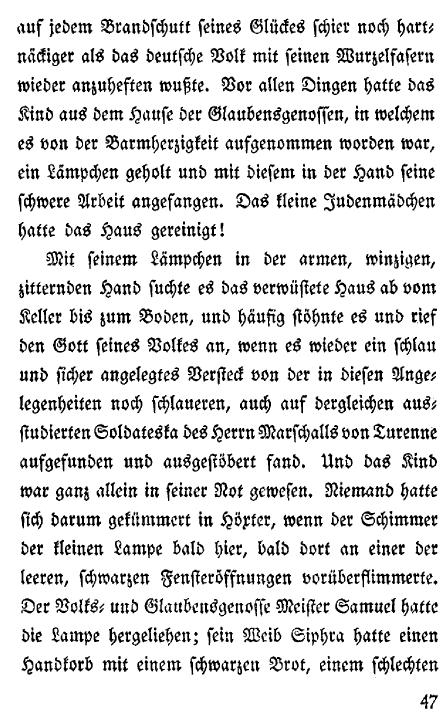 auf jedem Brandschutt seines Glückes schier noch hart-
näckiger als das deutsche Volk mit seinen Wurzelfasern
wieder anzuheften wußte. Vor allen Dingen hatte das
Kind aus dem Hause der Glaubensgenossen, in welchem
es von der Barmherzigkeit aufgenommen worden war,
ein Lämpchen geholt und mit diesem in der Hand seine
schwere Arbeit angefangen. Das kleine Judenmädchen
hatte das Haus gereinigt!
Mit seinem Lämpchen in der armen, winzigen,
zitternden Hand suchte es das verwüstete Haus ab vom
Keller bis zum Boden, und häufig stöhnte es und rief
den Gott seines Volkes an, wenn es wieder ein schlau
und sicher angelegtes Versteck von der in diesen Ange-
legenheiten noch schlaueren, auch auf dergleichen aus-
studierten Soldateska des Herrn Marschalls von Turenne
aufgefunden und ausgestöbert fand. Und das Kind
war ganz allein in seiner Not gewesen. Niemand hatte
sich darum gekümmert in Höxter, wenn der Schimmer
der kleinen Lampe bald hier, bald dort an einer der
leeren, schwarzen Fensteröffnungen vorüberflimmerte.
Der Volks- und Glaubensgenosse Meister Samuel hatte
die Lampe hergeliehen; sein Weib Siphra hatte einen
Handkorb mit einem schwarzen Brot, einem schlechten
47